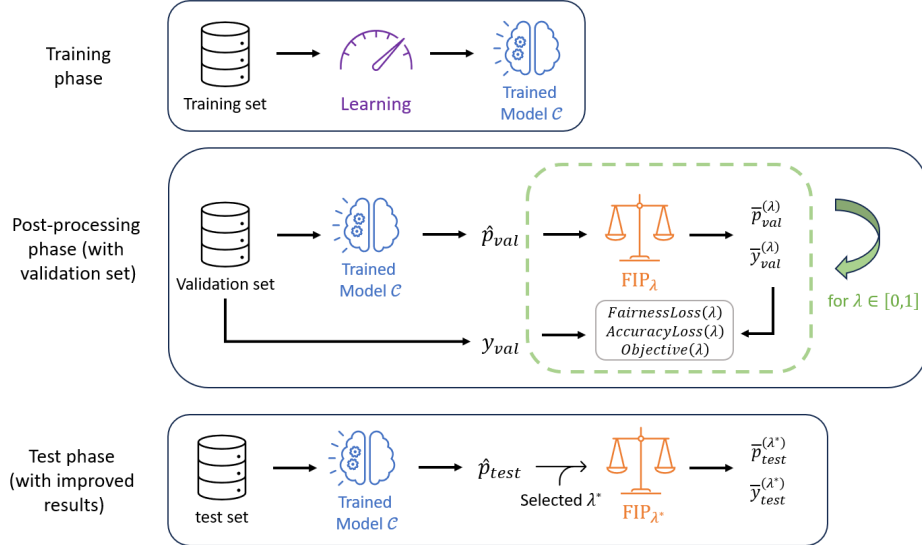 Training
phase
Training set
Learning
Trained
Model 𝒞
Post-processing
phase (with
validation set)
Validation set
Trained
Model 𝒞
p̂_val
FIP_λ
p̅_val^(λ)
y̅_val^(λ)
for λ ∈ [0,1]
y_val
FairnessLoss(λ)
AccuracyLoss(λ)
Objective(λ)
Test phase
(with improved
results)
test set
Trained
Model 𝒞
p̂_test
Selected λ*
FIP_λ*
p̅_test^(λ*)
y̅_test^(λ*)